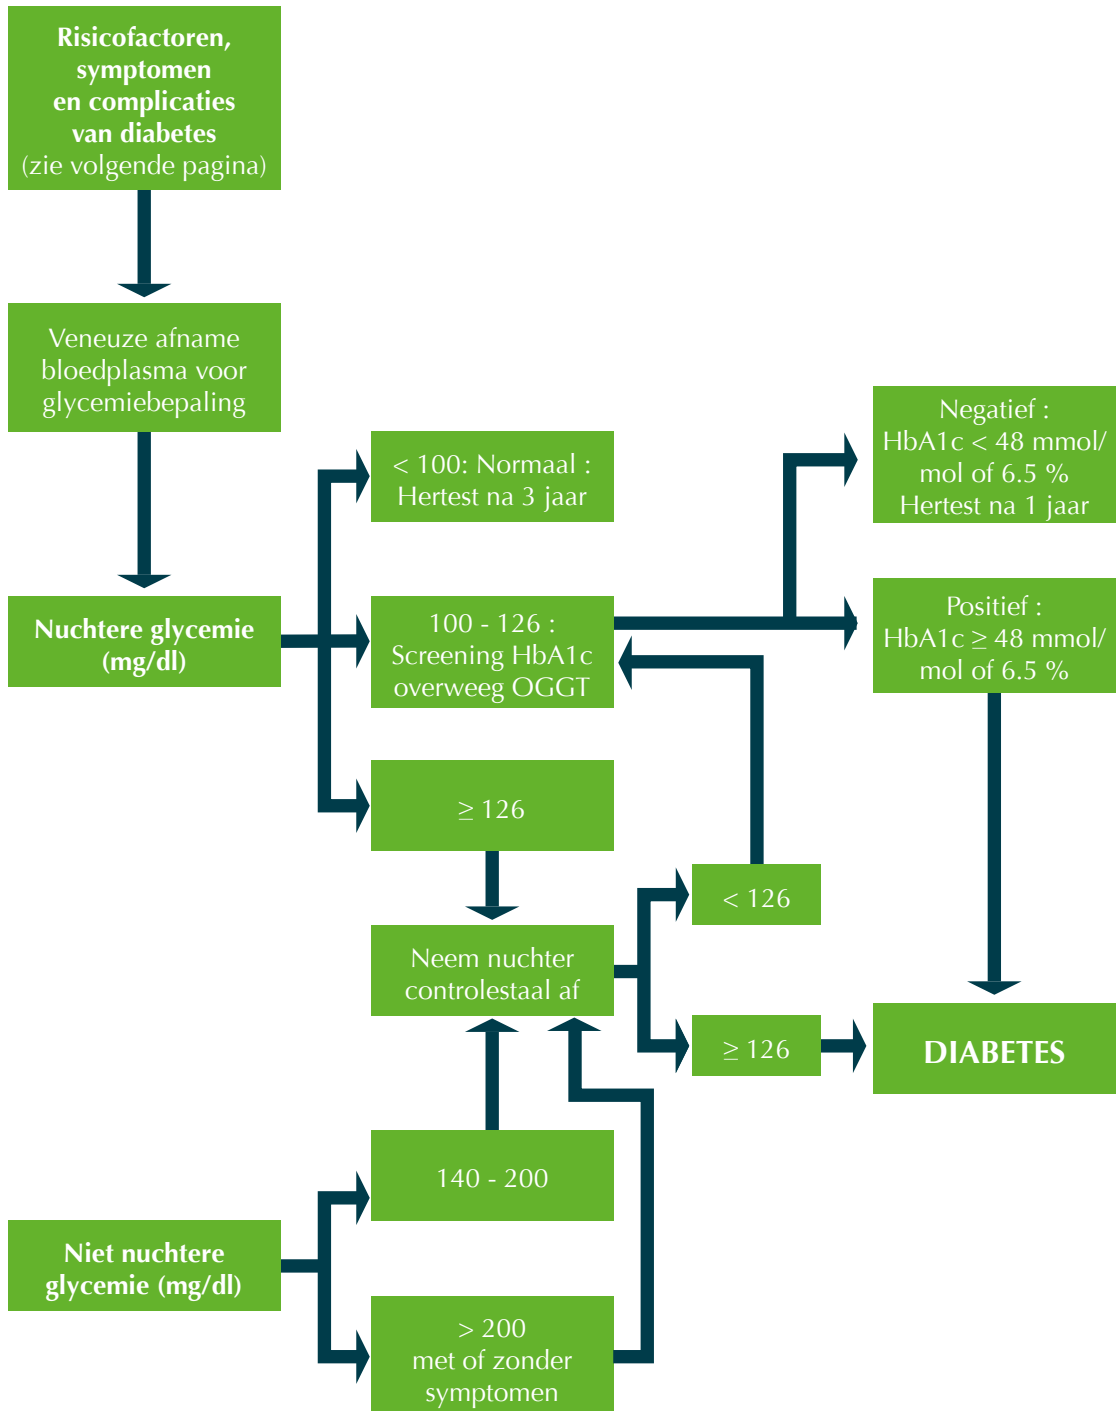 Risicofactoren,
symptomen
en complicaties
van diabetes
(zie volgende pagina)
Veneuze afname
bloedplasma voor
glycemiebepaling
Nuchtere glycemie
(mg/dl)
< 100: Normaal :
Hertest na 3 jaar
100 - 126 :
Screening HbA1c
overweeg OGGT
≥ 126
Negatief :
HbA1c < 48 mmol/
mol of 6.5 %
Hertest na 1 jaar
Positief :
HbA1c ≥ 48 mmol/
mol of 6.5 %
Neem nuchter
controlestaal af
< 126
≥ 126
DIABETES
140 - 200
Niet nuchtere
glycemie (mg/dl)
> 200
met of zonder
symptomen